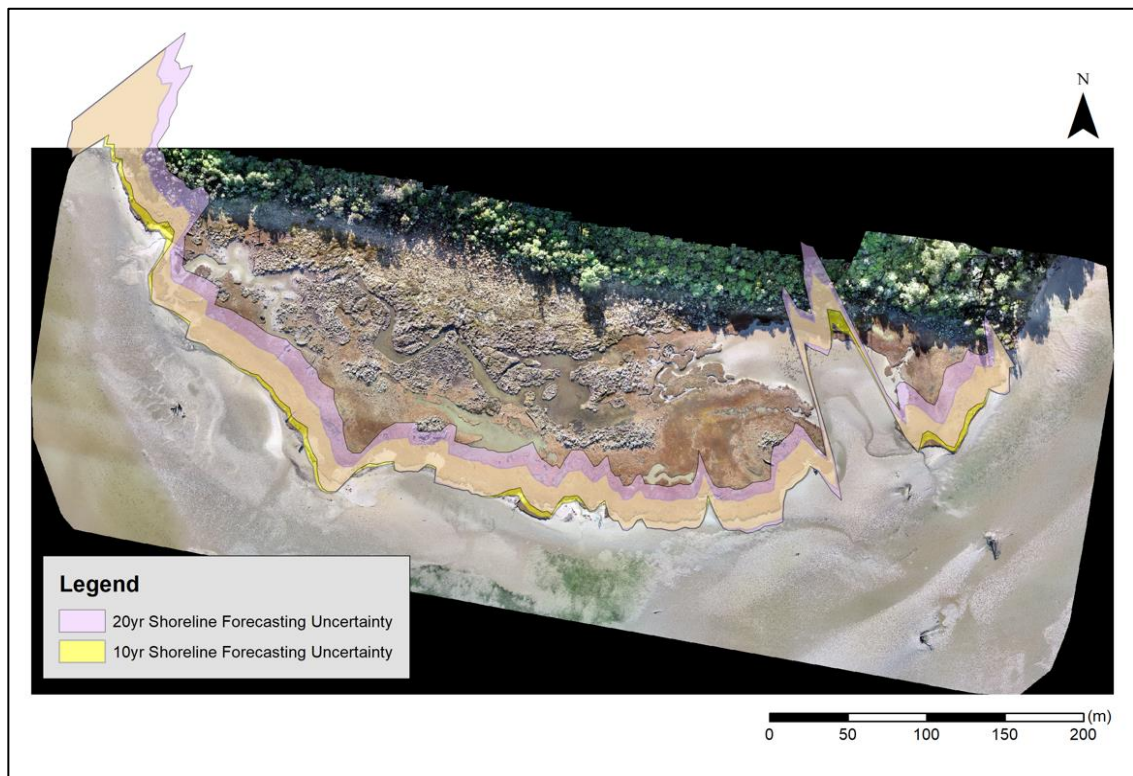 N
Legend
20yr Shoreline Forecasting Uncertainty
10yr Shoreline Forecasting Uncertainty
(m)
0 50 100 150 200